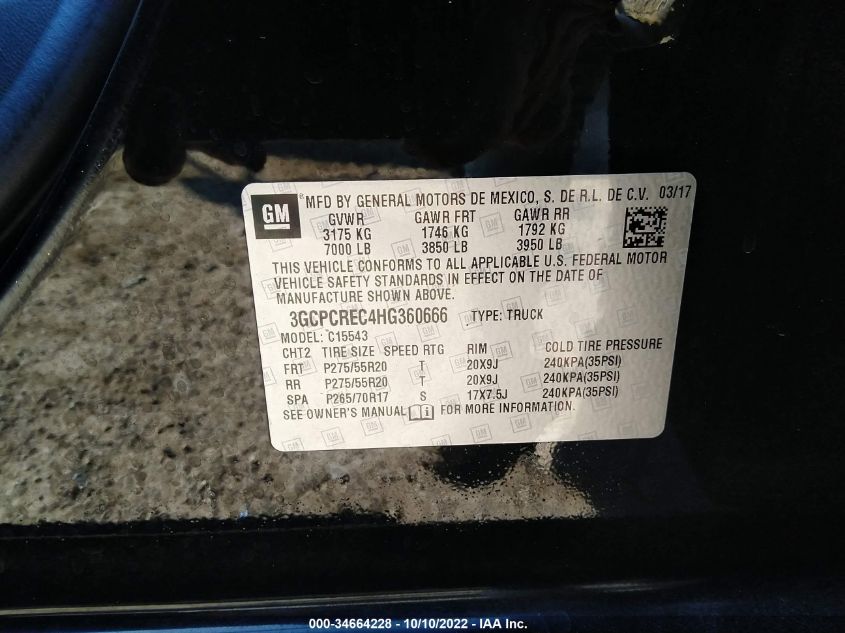 GM ® MFD BY GENERAL MOTORS DE MEXICO, S. DE R.L. DE C.V. 03/17
GVWR GAWR FRT GAWR RR
3175 KG 1746 KG 1792 KG
7000 LB 3850 LB 3950 LB
THIS VEHICLE CONFORMS TO ALL APPLICABLE U.S. FEDERAL MOTOR
VEHICLE SAFETY STANDARDS IN EFFECT ON THE DATE OF
MANUFACTURE SHOWN ABOVE.
3GCPCREC4HG360666 TYPE: TRUCK
MODEL: C15543
CHT2 TIRE SIZE SPEED RTG RIM COLD TIRE PRESSURE
FRT P275/55R20 T 20X9J 240KPA(35PSI)
RR P275/55R20 T 20X9J 240KPA(35PSI)
SPA P265/70R17 S 17X7.5J 240KPA(35PSI)
SEE OWNER'S MANUAL FOR MORE INFORMATION.
000-34664228 - 10/10/2022 - IAA Inc.